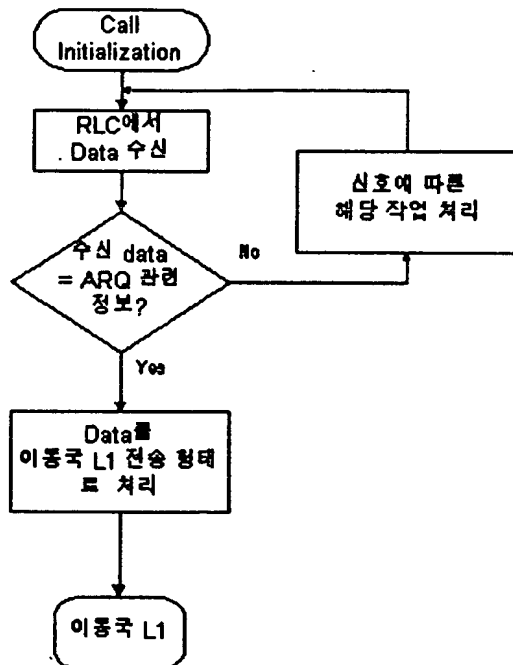 Call
Initialization
RLC에서
Data 수신
신호에 따른
해당 작업 처리
수신 data
= ARQ 관련
정보?
No
Yes
Data를
이동국 L1 전송 형태
로 처리
이동국 L1